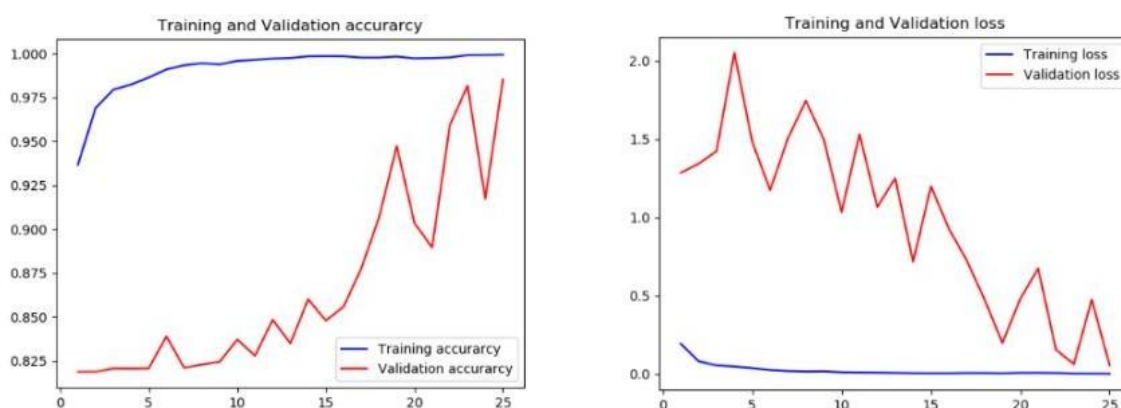 Training and Validation accurarcy
1.000
0.975
0.950
0.925
0.900
0.875
0.850
0.825
Training accurarcy
Validation accurarcy
0 5 10 15 20 25
Training and Validation loss
2.0
1.5
1.0
0.5
0.0
Training loss
Validation loss
0 5 10 15 20 25